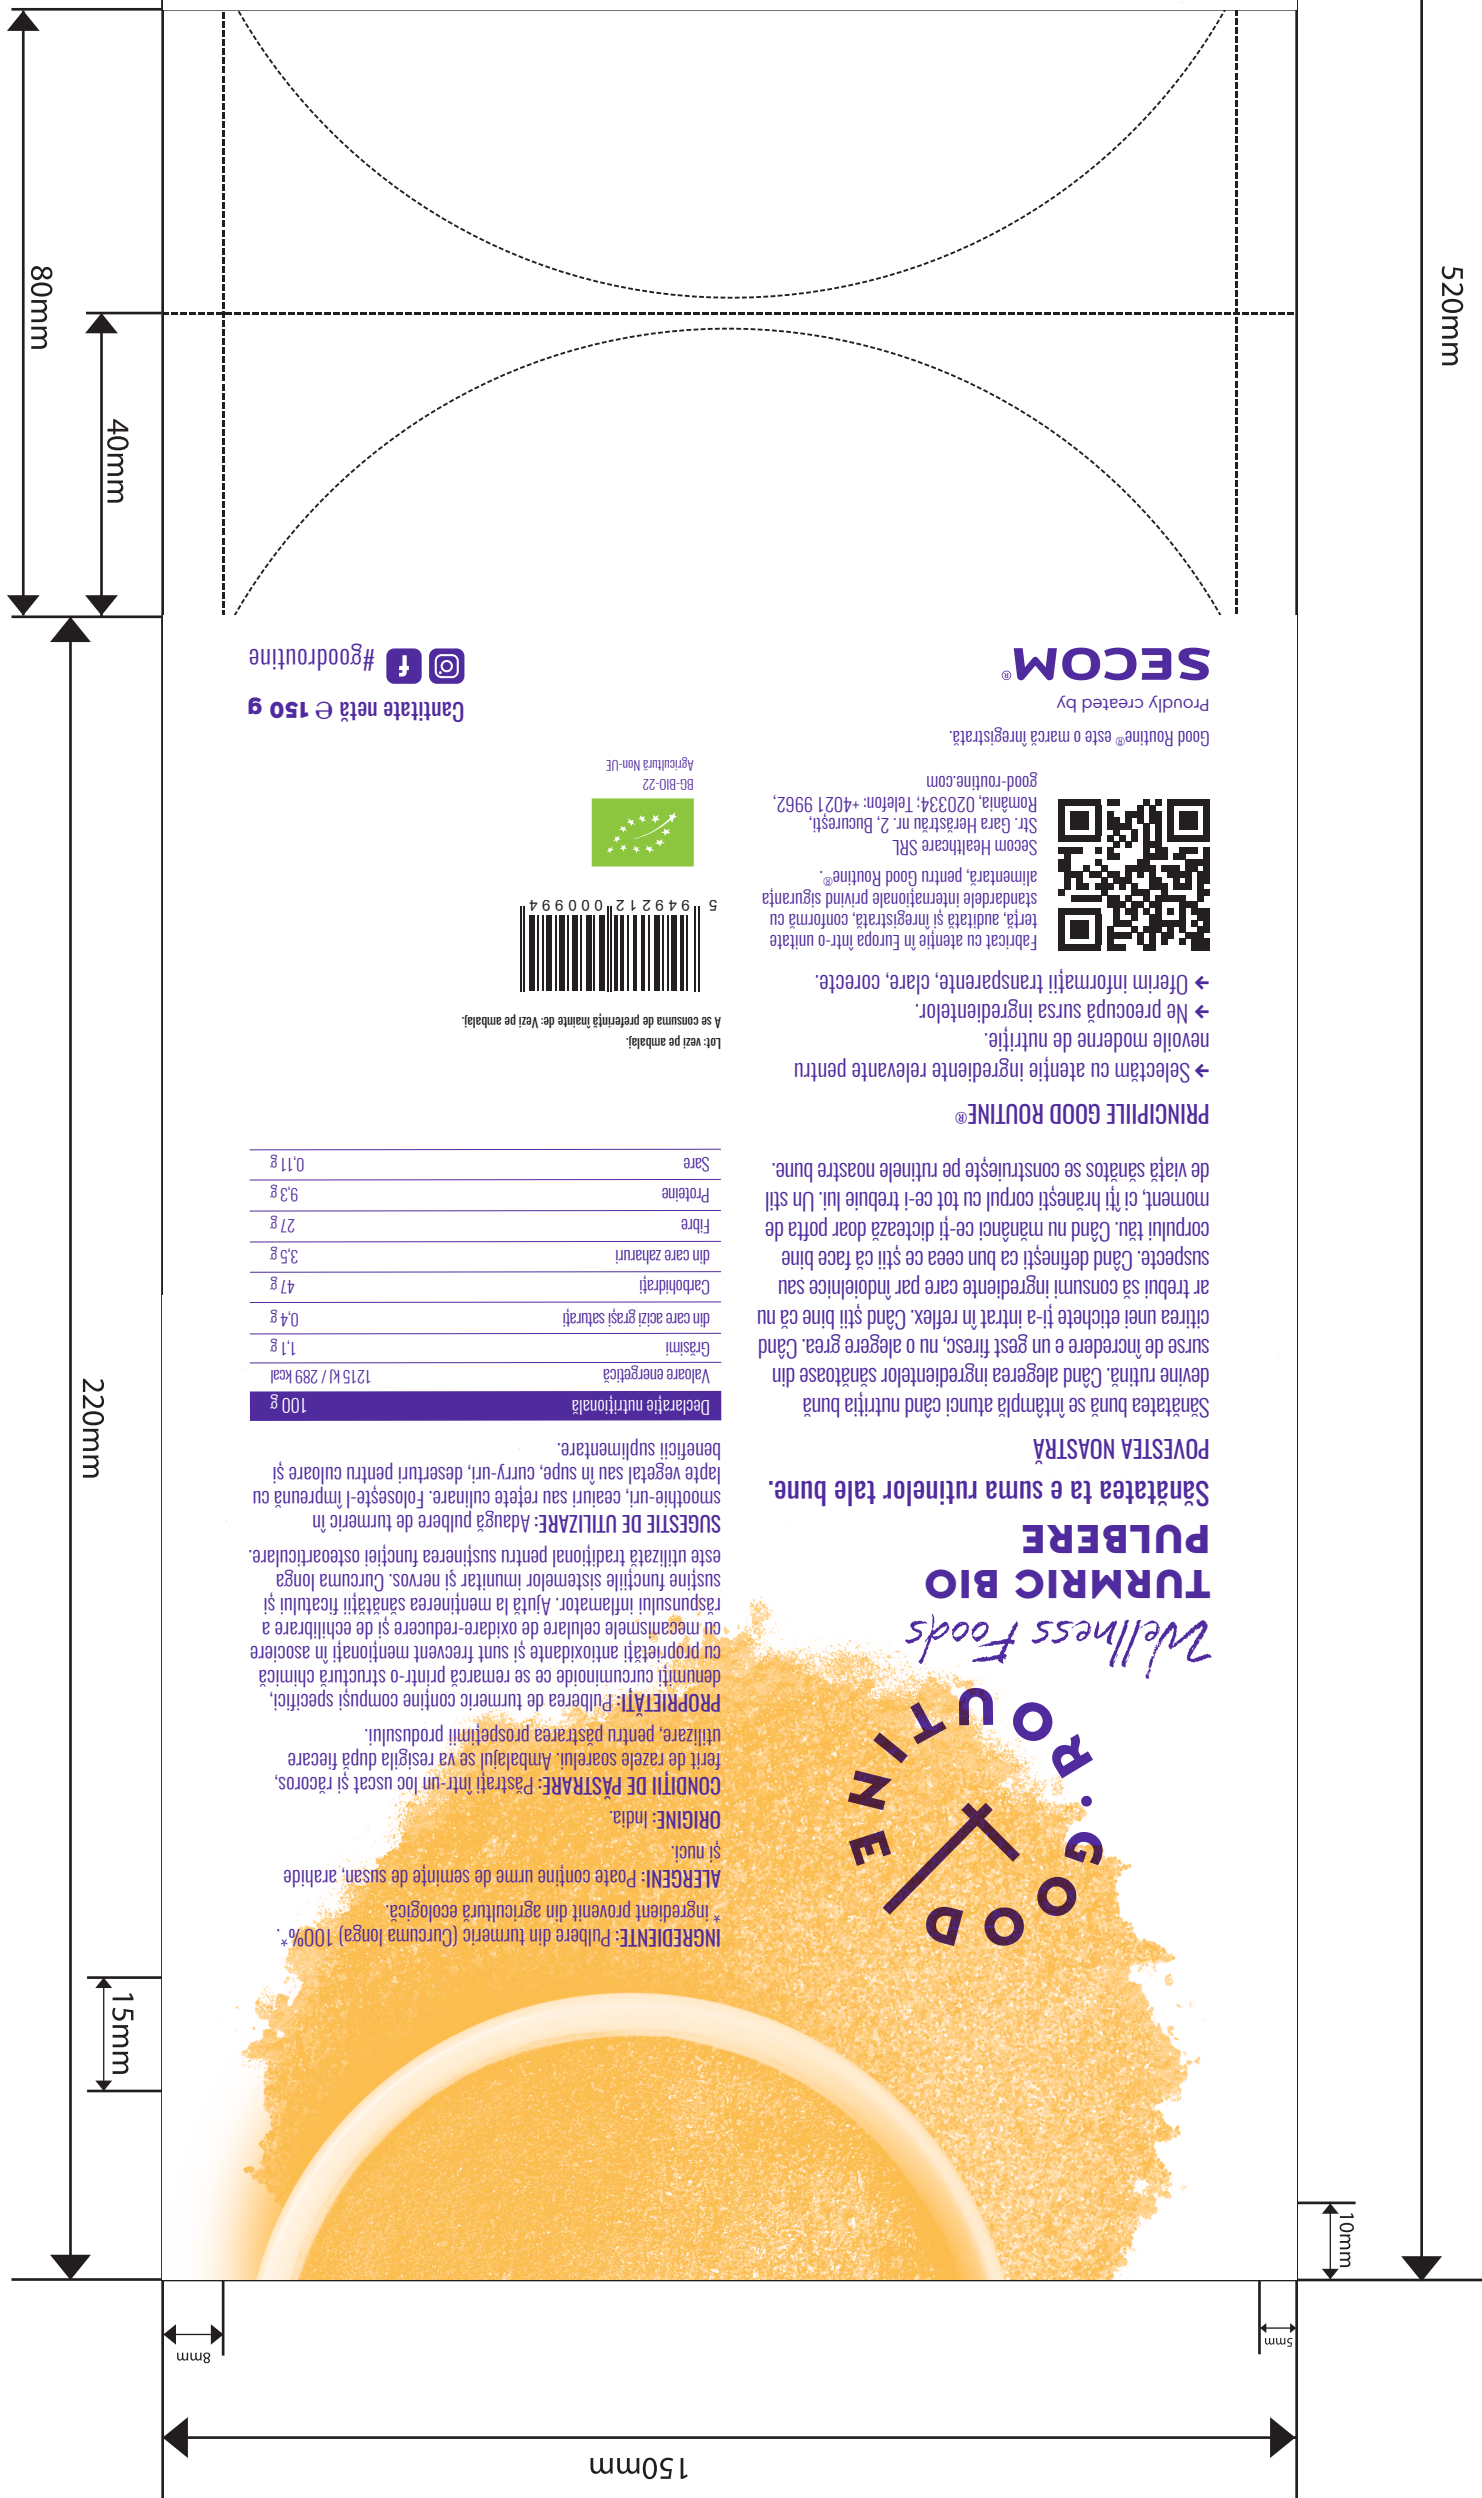 GOOD ROUTINE.
Wellness Foods
TURMRIC BIO
PULBERE
Sănătatea ta e suma rutinelor tale bune.
POVESTEA NOASTRĂ
Sănătatea bună se întâmplă atunci când nutriția bună
devine rutină. Când alegerea ingredientelor sănătoase din
surse de încredere e un gest firesc, nu o alegere grea. Când
citirea unei etichete ți-a intrat în reflex. Când știi bine că nu
ar trebui să consumi ingrediente care par îndoielnice sau
suspecte. Când definești ca bun ceea ce știi că face bine
corpului tău. Când nu mănânci ce-ți dictează doar pofta de
moment, ci îți hrănești corpul cu tot ce-i trebuie lui. Un stil
de viață sănătos se construiește pe rutinele noastre bune.
PRINCIPIILE GOOD ROUTINE®
→ Selectăm cu atenție ingrediente relevante pentru
nevoile moderne de nutriție.
→ Ne preocupă sursa ingredientelor.
→ Oferim informații transparente, clare, corecte.
Fabricat cu atenție în Europa într-o unitate
terță, auditată și înregistrată, conformă cu
standardele internaționale privind siguranța
alimentară, pentru Good Routine®.
Secom Healthcare SRL
Str. Gara Herăstrău nr. 2, București,
România, 020334; Telefon: +4021 9962,
good-routine.com
Good Routine® este o marcă înregistrată.
Proudly created by
SECOM®
INGREDIENTE: Pulbere din turmeric (Curcuma longa) 100%*.
* ingredient provenit din agricultură ecologică.
ALERGENI: Poate conține urme de semințe de susan, arahide
și nuci.
ORIGINE: India.
CONDIȚII DE PĂSTRARE: Păstrați într-un loc uscat și răcoros,
ferit de razele soarelui. Ambalajul se va resigila după fiecare
utilizare, pentru păstrarea prospețimii produsului.
PROPRIETĂȚI: Pulberea de turmeric conține compuși specifici,
denumiți curcuminoide ce se remarcă printr-o structură chimică
cu proprietăți antioxidante și sunt frecvent menționați în asociere
cu mecanismele celulare de oxidare-reducere și de echilibrare a
răspunsului inflamator. Ajută la menținerea sănătății ficatului și
susține funcțiile sistemelor imunitar și nervos. Curcuma longa
este utilizată tradițional pentru susținerea funcției osteoarticulare.
SUGESTIE DE UTILIZARE: Adaugă pulbere de turmeric în
smoothie-uri, ceaiuri sau rețete culinare. Folosește-l împreună cu
lapte vegetal sau în supe, curry-uri, deserturi pentru culoare și
beneficii suplimentare.
Declarație nutrițională 100 g
Valoare energetică 1215 kJ / 289 kcal
Grăsimi 1,1 g
din care acizi grași saturați 0,4 g
Carbohidrați 47 g
din care zaharuri 3,5 g
Fibre 27 g
Proteine 9,3 g
Sare 0,11 g
Lot: vezi pe ambalaj.
A se consuma de preferință înainte de: Vezi pe ambalaj.
5 949212 000994
BG-BIO-22
Agricultură Non-UE
Cantitate netă ℮ 150 g
#goodroutine
80mm
40mm
520mm
220mm
15mm
10mm
8mm
5mm
150mm